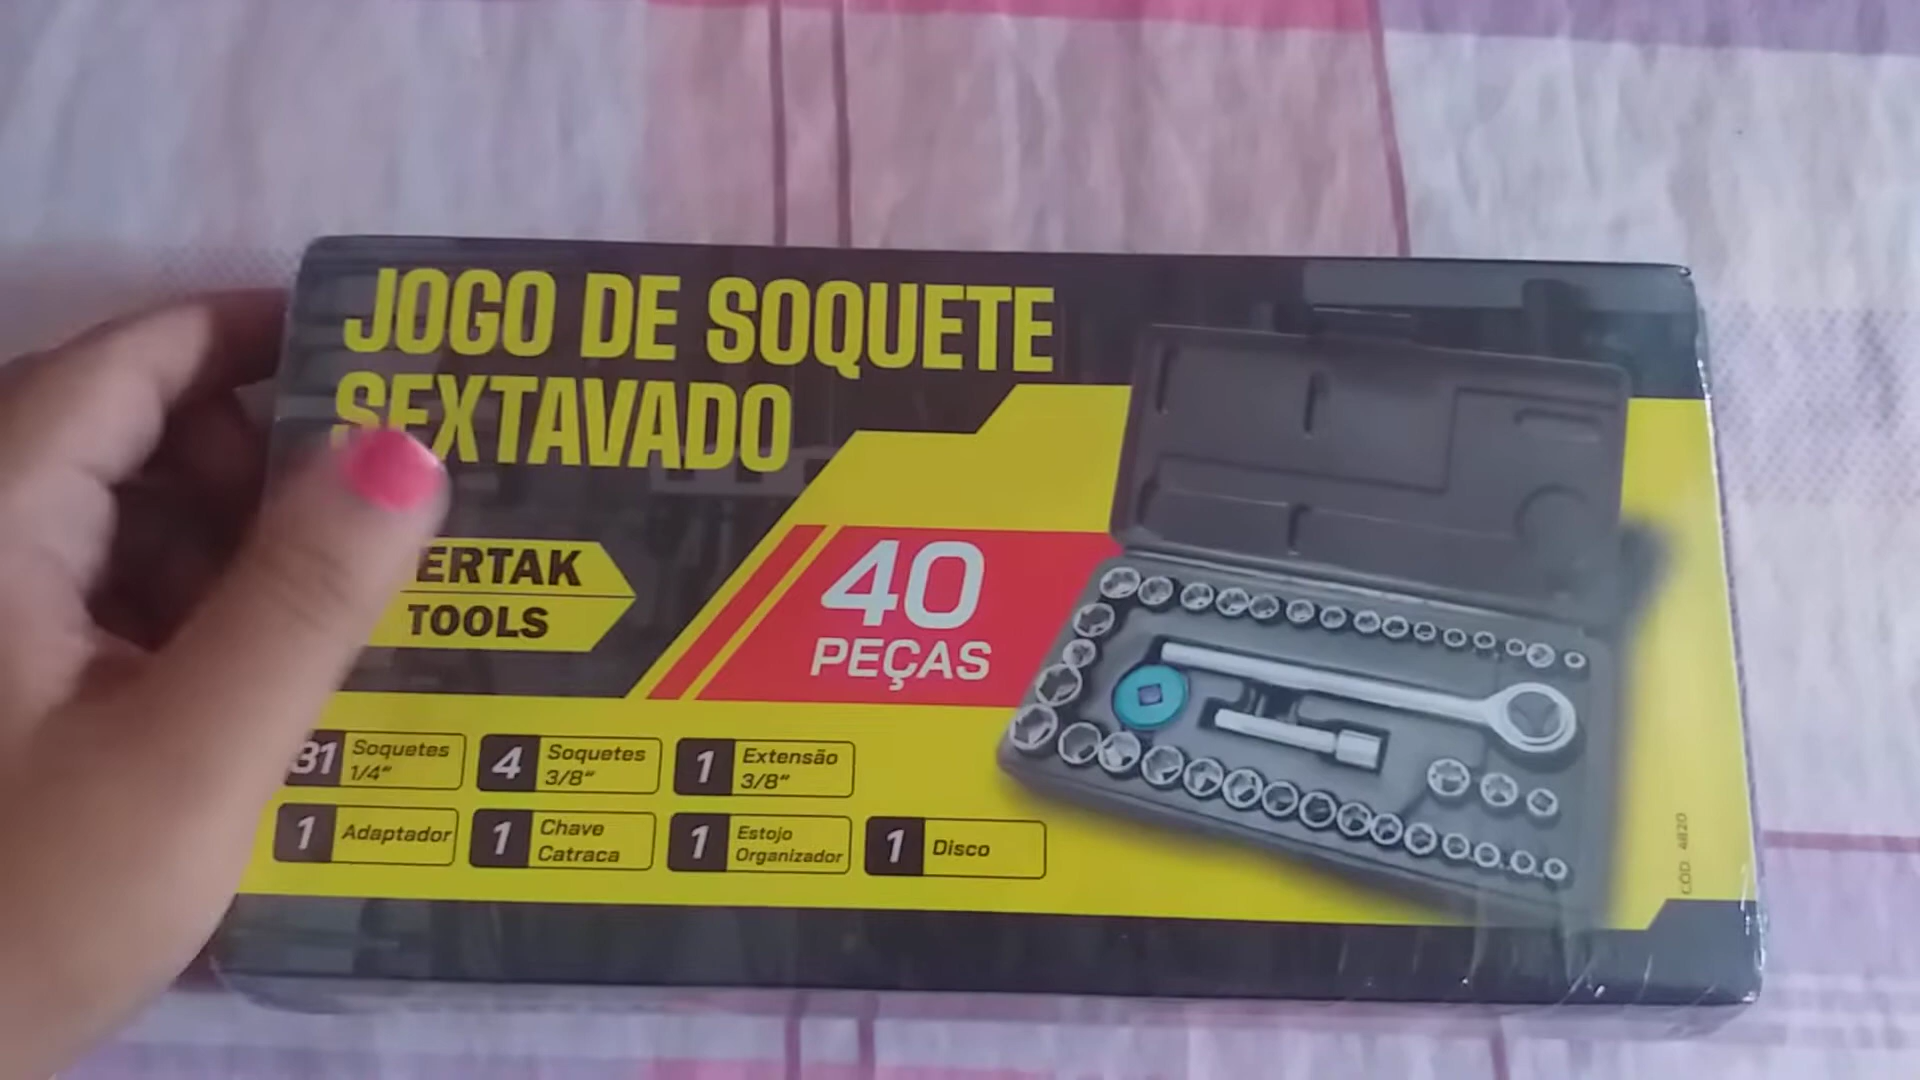 JOGO DE SOQUETE
SEXTAVADO
ERTAK
TOOLS
40
PEÇAS
31 Soquetes
1/4"
4 Soquetes
3/8"
1 Extensão
3/8"
1 Adaptador
1 Chave
Catraca
1 Estojo
Organizador
1 Disco
CÓD: 4820